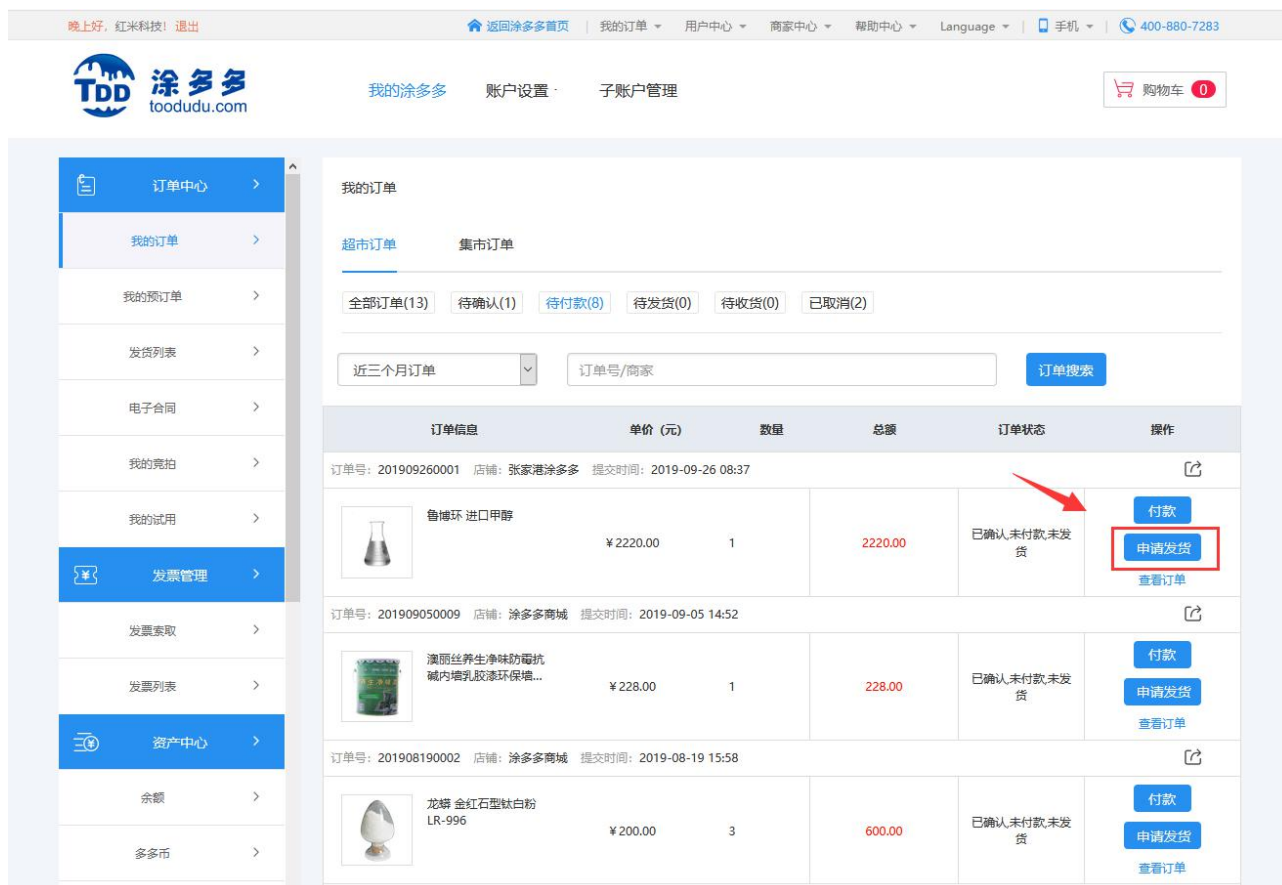 晚上好, 红米科技! 退出
返回涂多多首页 我的订单 用户中心 商家中心 帮助中心 Language 手机 400-880-7283
TDD 涂多多
toodudu.com
我的涂多多 账户设置 子账户管理
购物车 0
订单中心
我的订单
我的预订单
发货列表
电子合同
我的竞拍
我的试用
发票管理
发票索取
发票列表
资产中心
余额
多多币
我的订单
超市订单 集市订单
全部订单(13) 待确认(1) 待付款(8) 待发货(0) 待收货(0) 已取消(2)
近三个月订单 订单号/商家 订单搜索
订单信息 单价 (元) 数量 总额 订单状态 操作
订单号: 201909260001 店铺: 张家港涂多多 提交时间: 2019-09-26 08:37
鲁博环 进口甲醇
¥2220.00 1 2220.00
已确认,未付款,未发
货
付款
申请发货
查看订单
订单号: 201909050009 店铺: 涂多多商城 提交时间: 2019-09-05 14:52
澳丽丝养生净味防霉抗
碱内墙乳胶漆环保墙...
¥228.00 1 228.00
已确认,未付款,未发
货
付款
申请发货
查看订单
订单号: 201908190002 店铺: 涂多多商城 提交时间: 2019-08-19 15:58
龙蟒 金红石型钛白粉
LR-996
¥200.00 3 600.00
已确认,未付款,未发
货
付款
申请发货
查看订单